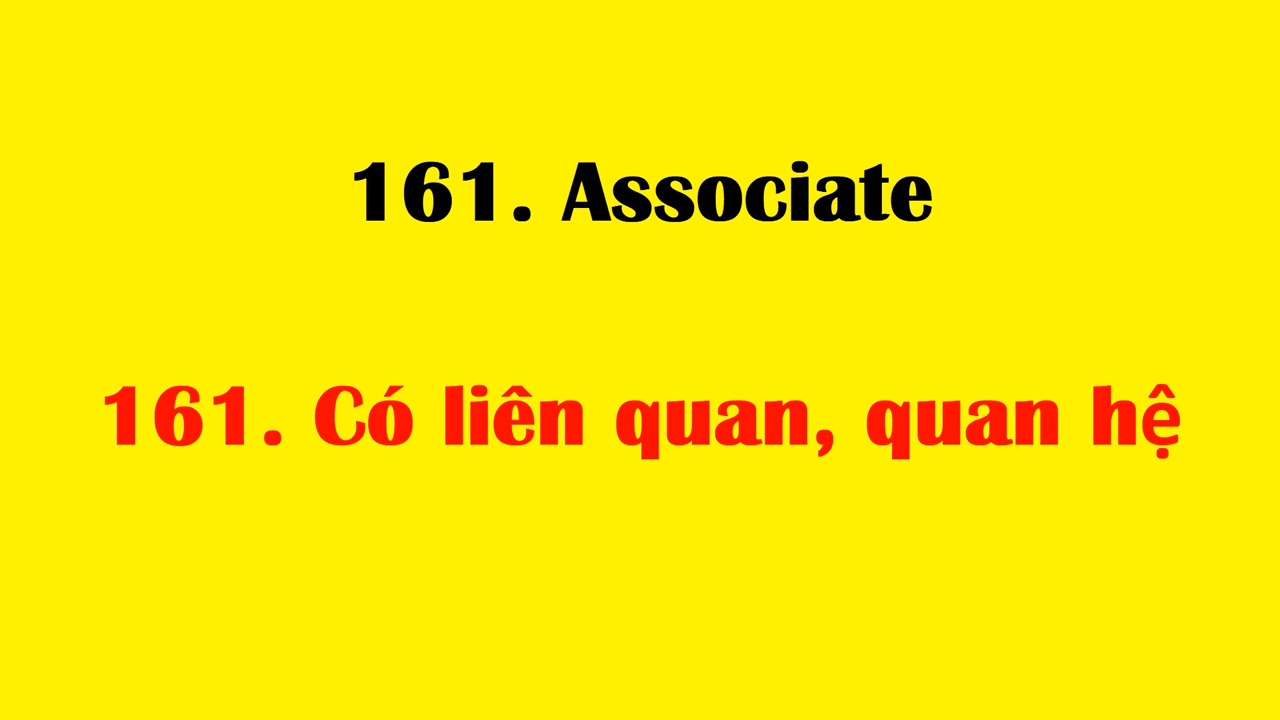 161. Associate
161. Có liên quan, quan hệ